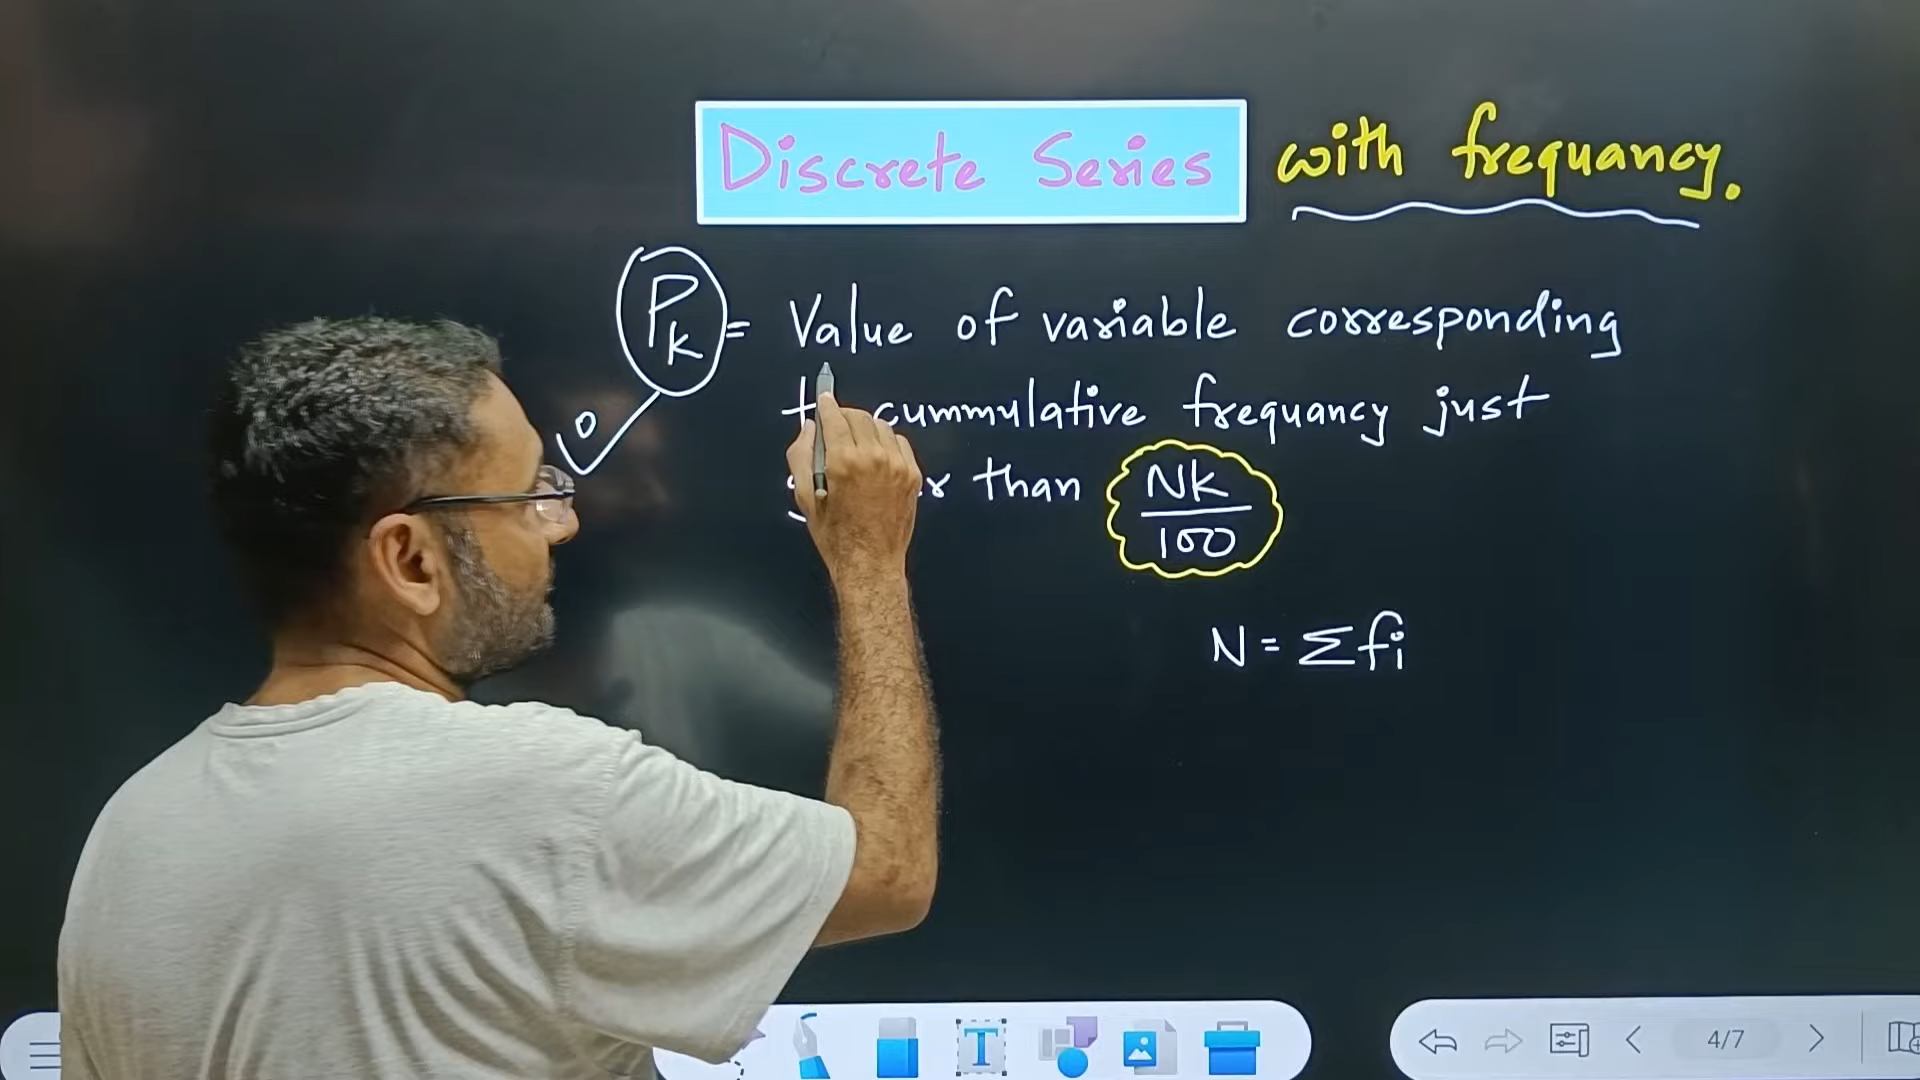 Discrete Series with frequancy.
Pk = Value of variable corresponding
cummulative frequancy just
than Nk/100
N = Σfi
T
4/7